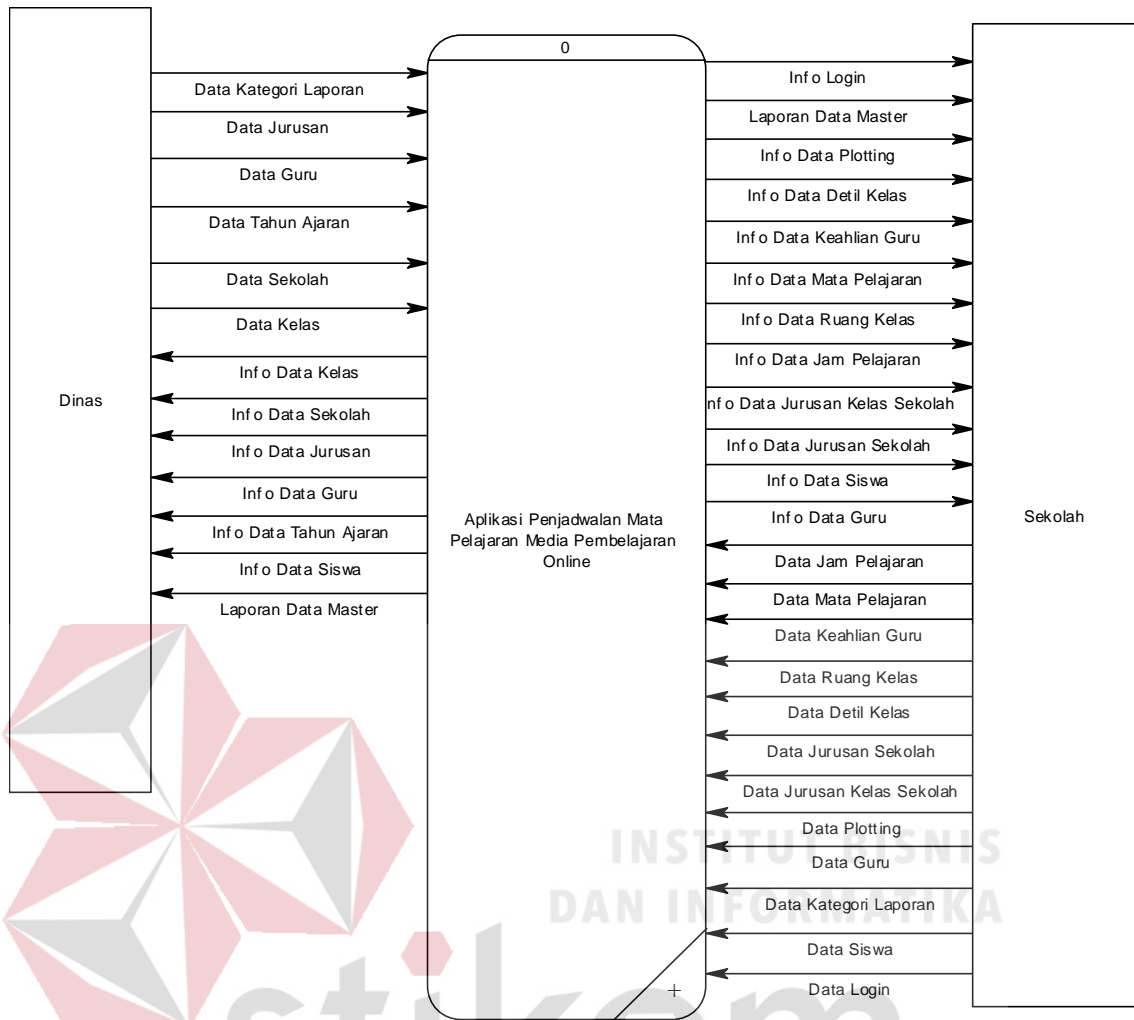 0
Data Kategori Laporan
Data Jurusan
Data Guru
Data Tahun Ajaran
Data Sekolah
Data Kelas
Info Data Kelas
Info Data Sekolah
Info Data Jurusan
Info Data Guru
Info Data Tahun Ajaran
Info Data Siswa
Laporan Data Master
Dinas
Aplikasi Penjadwalan Mata
Pelajaran Media Pembelajaran
Online
Info Login
Laporan Data Master
Info Data Plotting
Info Data Detil Kelas
Info Data Keahlian Guru
Info Data Mata Pelajaran
Info Data Ruang Kelas
Info Data Jam Pelajaran
nfo Data Jurusan Kelas Sekolah
Info Data Jurusan Sekolah
Info Data Siswa
Info Data Guru
Data Jam Pelajaran
Data Mata Pelajaran
Data Keahlian Guru
Data Ruang Kelas
Data Detil Kelas
Data Jurusan Sekolah
Data Jurusan Kelas Sekolah
Data Plotting
Data Guru
Data Kategori Laporan
Data Siswa
Data Login
Sekolah
INSTITUT BISNIS
DAN INFORMATIKA
stikom